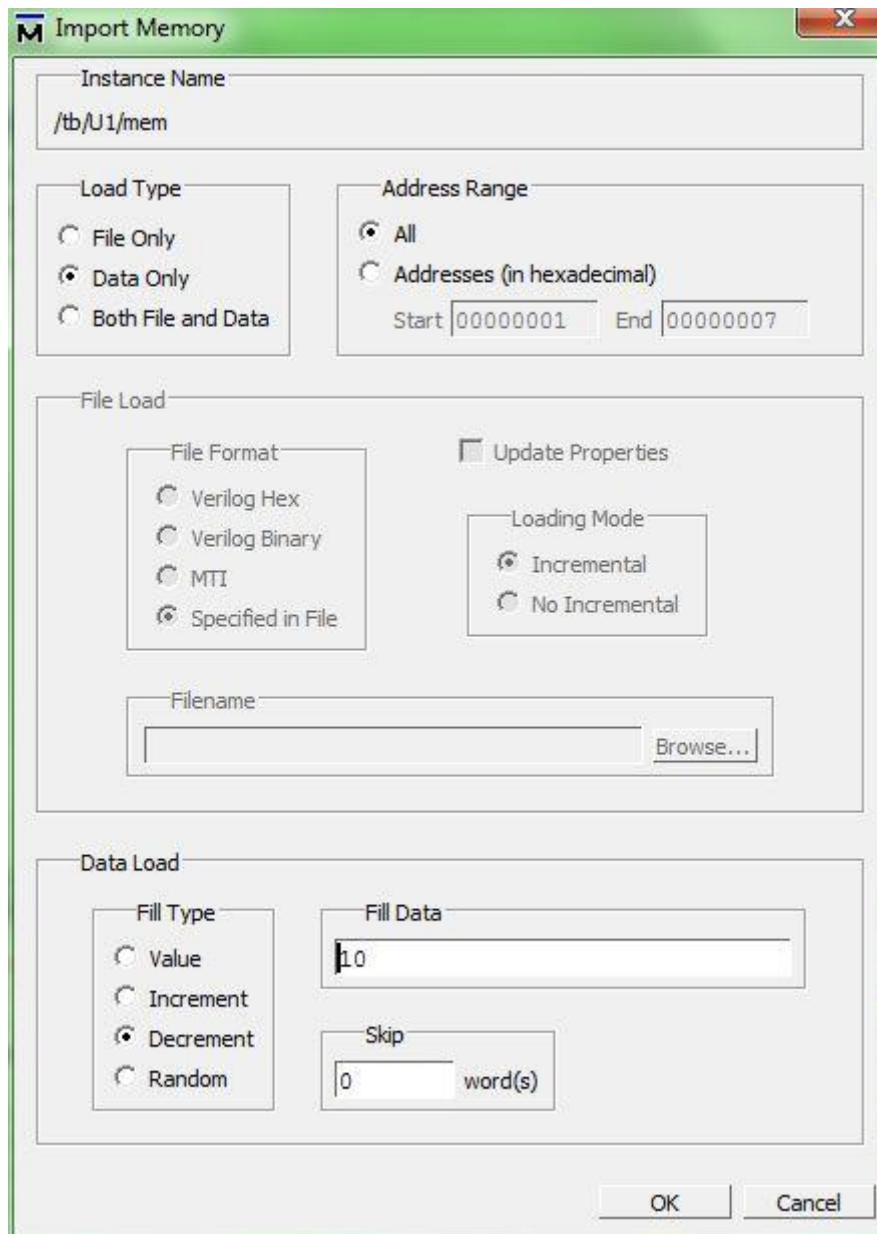 Import Memory
Instance Name
/tb/U1/mem
Load Type
File Only
Data Only
Both File and Data
Address Range
All
Addresses (in hexadecimal)
Start 00000001 End 00000007
File Load
File Format
Verilog Hex
Verilog Binary
MTI
Specified in File
Update Properties
Loading Mode
Incremental
No Incremental
Filename
Browse...
Data Load
Fill Type
Value
Increment
Decrement
Random
Fill Data
10
Skip
0 word(s)
OK Cancel